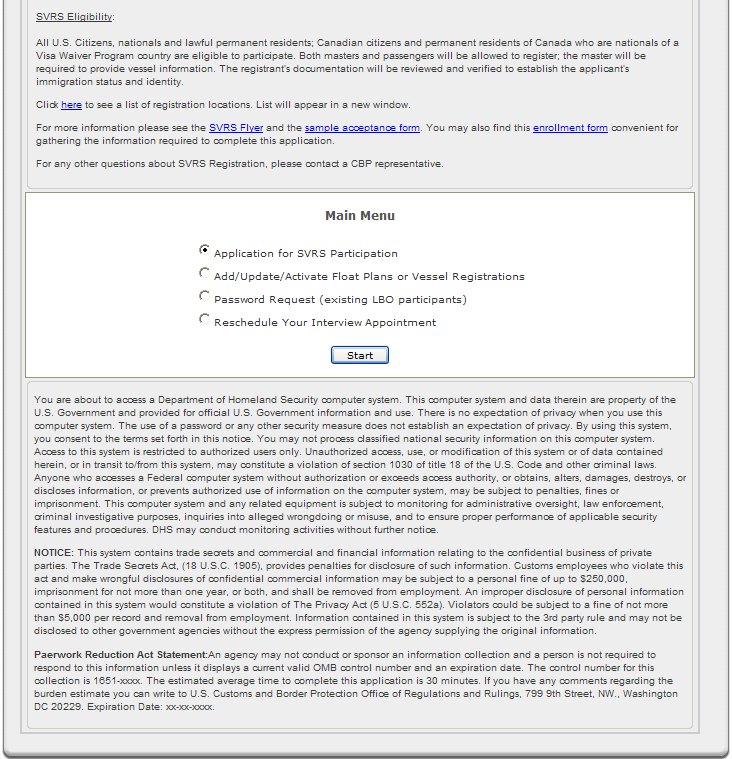 SVRS Eligibility:
All U.S. Citizens, nationals and lawful permanent residents; Canadian citizens and permanent residents of Canada who are nationals of a
Visa Waiver Program country are eligible to participate. Both masters and passengers will be allowed to register; the master will be
required to provide vessel information. The registrant's documentation will be reviewed and verified to establish the applicant's
immigration status and identity.
Click here to see a list of registration locations. List will appear in a new window.
For more information please see the SVRS Flyer and the sample acceptance form. You may also find this enrollment form convenient for
gathering the information required to complete this application.
For any other questions about SVRS Registration, please contact a CBP representative.
Main Menu
Application for SVRS Participation
Add/Update/Activate Float Plans or Vessel Registrations
Password Request (existing LBO participants)
Reschedule Your Interview Appointment
Start
You are about to access a Department of Homeland Security computer system. This computer system and data therein are property of the
U.S. Government and provided for official U.S. Government information and use. There is no expectation of privacy when you use this
computer system. The use of a password or any other security measure does not establish an expectation of privacy. By using this system,
you consent to the terms set forth in this notice. You may not process classified national security information on this computer system.
Access to this system is restricted to authorized users only. Unauthorized access, use, or modification of this system or of data contained
herein, or in transit to/from this system, may constitute a violation of section 1030 of title 18 of the U.S. Code and other criminal laws.
Anyone who accesses a Federal computer system without authorization or exceeds access authority, or obtains, alters, damages, destroys, or
discloses information, or prevents authorized use of information on the computer system, may be subject to penalties, fines or
imprisonment. This computer system and any related equipment is subject to monitoring for administrative oversight, law enforcement,
criminal investigative purposes, inquiries into alleged wrongdoing or misuse, and to ensure proper performance of applicable security
features and procedures. DHS may conduct monitoring activities without further notice.
NOTICE: This system contains trade secrets and commercial and financial information relating to the confidential business of private
parties. The Trade Secrets Act, (18 U.S.C. 1905), provides penalties for disclosure of such information. Customs employees who violate this
act and make wrongful disclosures of confidential commercial information may be subject to a personal fine of up to $250,000,
imprisonment for not more than one year, or both, and shall be removed from employment. An improper disclosure of personal information
contained in this system would constitute a violation of The Privacy Act (5 U.S.C. 552a). Violators could be subject to a fine of not more
than $5,000 per record and removal from employment. Information contained in this system is subject to the 3rd party rule and may not be
disclosed to other government agencies without the express permission of the agency supplying the original information.
Paerwork Reduction Act Statement:An agency may not conduct or sponsor an information collection and a person is not required to
respond to this information unless it displays a current valid OMB control number and an expiration date. The control number for this
collection is 1651-xxxx. The estimated average time to complete this application is 30 minutes. If you have any comments regarding the
burden estimate you can write to U.S. Customs and Border Protection Office of Regulations and Rulings, 799 9th Street, NW., Washington
DC 20229. Expiration Date: xx-xx-xxxx.